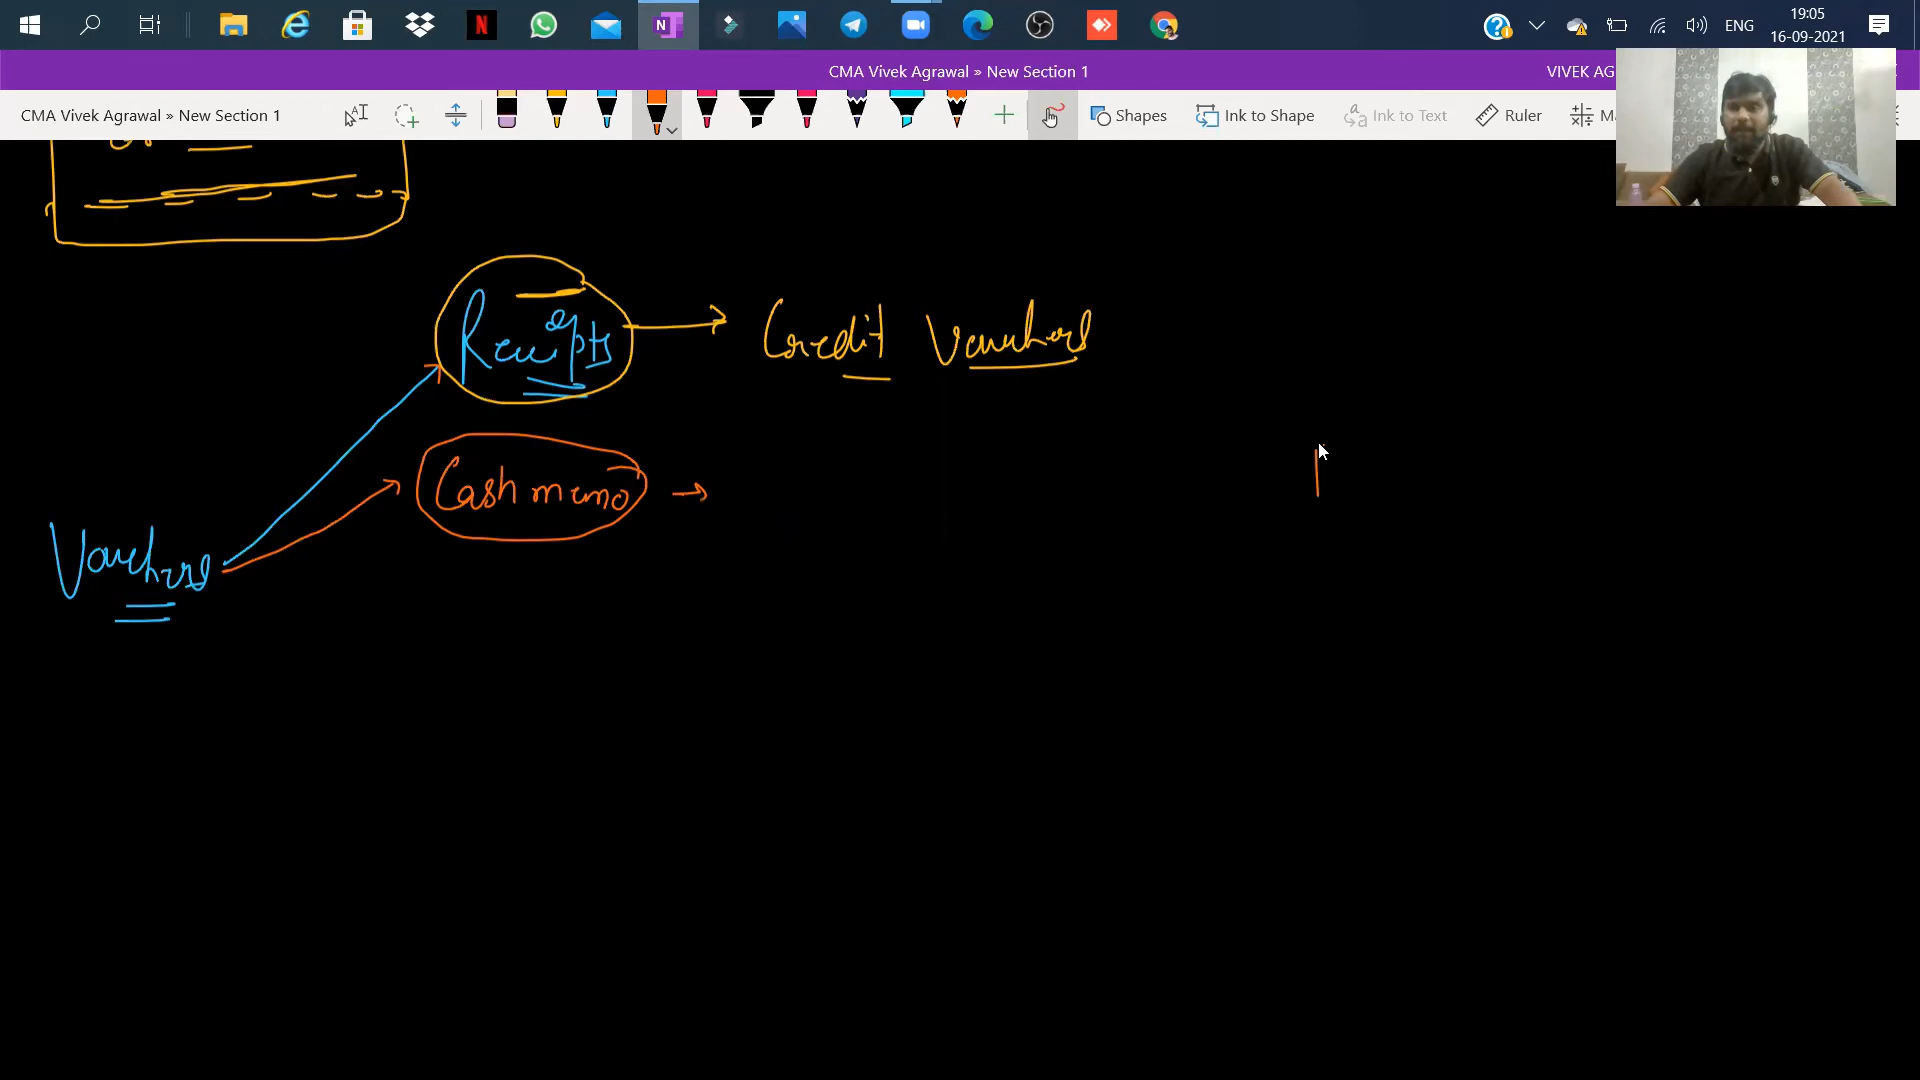 ENG
19:05
16-09-2021
CMA Vivek Agrawal » New Section 1
VIVEK AG
CMA Vivek Agrawal » New Section 1
Shapes
Ink to Shape
Ink to Text
Ruler
Receipts
Credit Vouchers
Cash memo
Vouchers